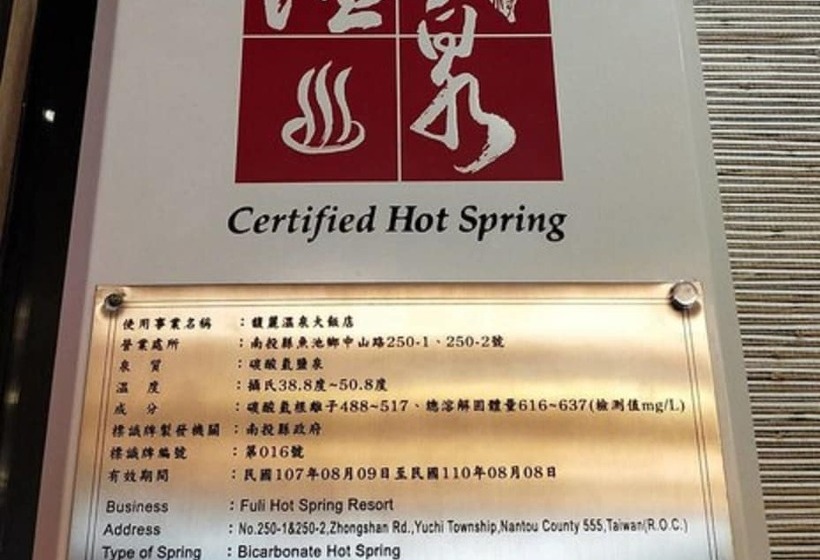 泉
Certified Hot Spring
使用事業名稱 ：馥麗溫泉大飯店
營業處所 ：南投縣魚池鄉中山路250-1、250-2號
泉質 ：碳酸氫鹽泉
溫度 ：攝氏38.8度~50.8度
成分 ：碳酸氫根離子488~517、總溶解固體量616~637(檢測值mg/L)
標識牌製發機關 ：南投縣政府
標識牌編號 ：第016號
有效期間 ：民國107年08月09日至民國110年08月08日
Business : Fuli Hot Spring Resort
Address : No.250-1&250-2,Zhongshan Rd.,Yuchi Township,Nantou County 555,Taiwan(R.O.C.)
Type of Spring : Bicarbonate Hot Spring